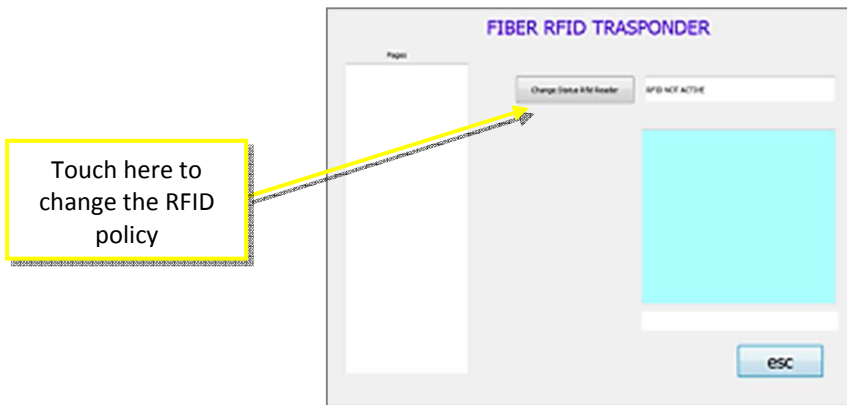 FIBER RFID TRASPONDER
Pages
Change Status Rfid Reader
RFID NOT ACTIVE
Touch here to
change the RFID
policy
esc